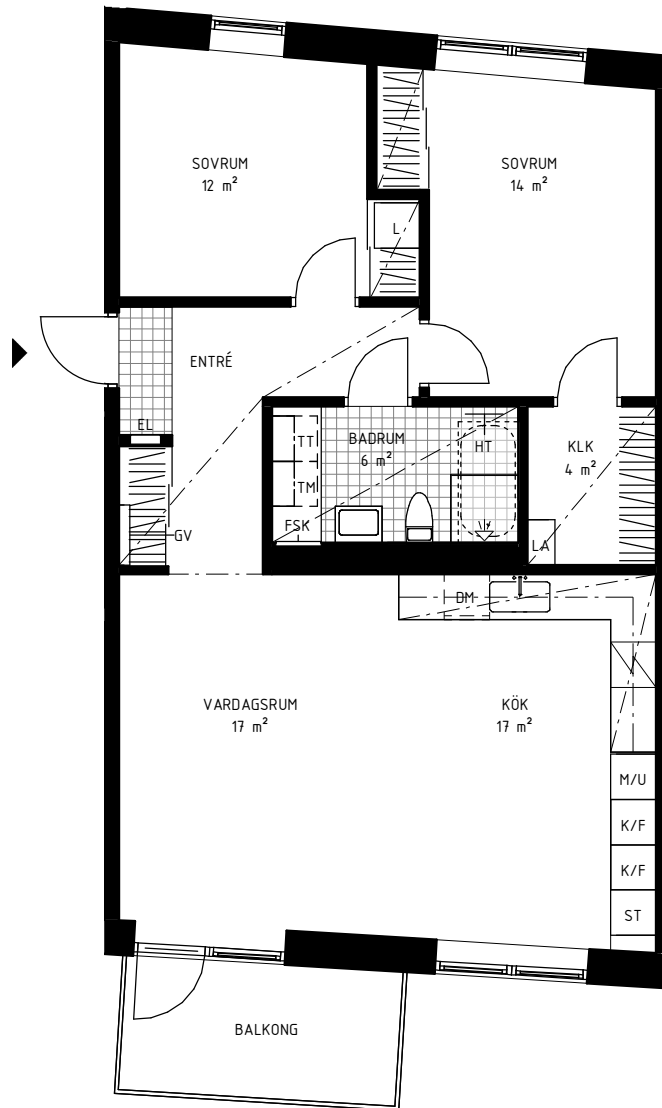 SOVRUM
12 m²
SOVRUM
14 m²
L
ENTRÉ
EL
GV
BADRUM
6 m²
TT
TM
FSK
HT
KLK
4 m²
LA
DM
VARDAGSRUM
17 m²
KÖK
17 m²
M/U
K/F
K/F
ST
BALKONG